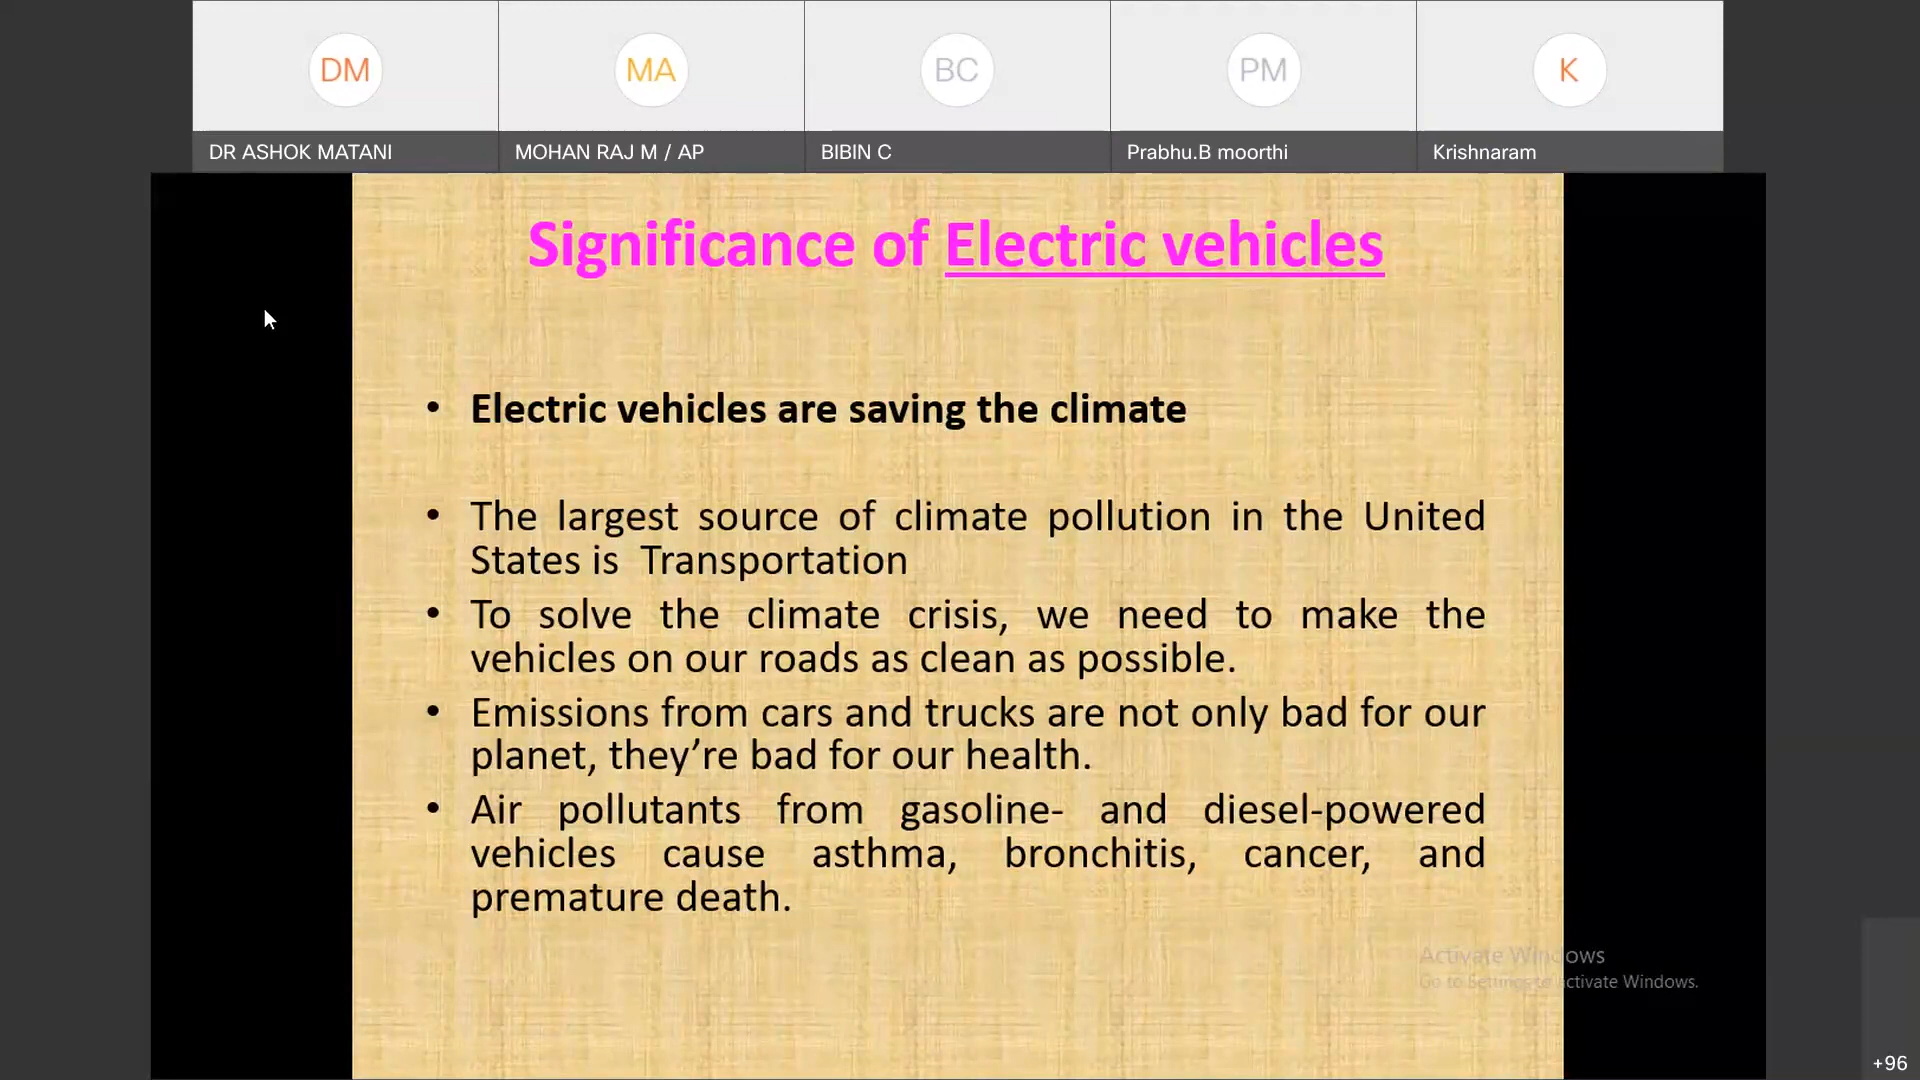 DM MA BC PM K
DR ASHOK MATANI MOHAN RAJ M / AP BIBIN C Prabhu.B moorthi Krishnaram
Significance of Electric vehicles
• Electric vehicles are saving the climate
• The largest source of climate pollution in the United
States is Transportation
• To solve the climate crisis, we need to make the
vehicles on our roads as clean as possible.
• Emissions from cars and trucks are not only bad for our
planet, they’re bad for our health.
• Air pollutants from gasoline- and diesel-powered
vehicles cause asthma, bronchitis, cancer, and
premature death.
Activate Windows
Go to Settings to activate Windows.
+96